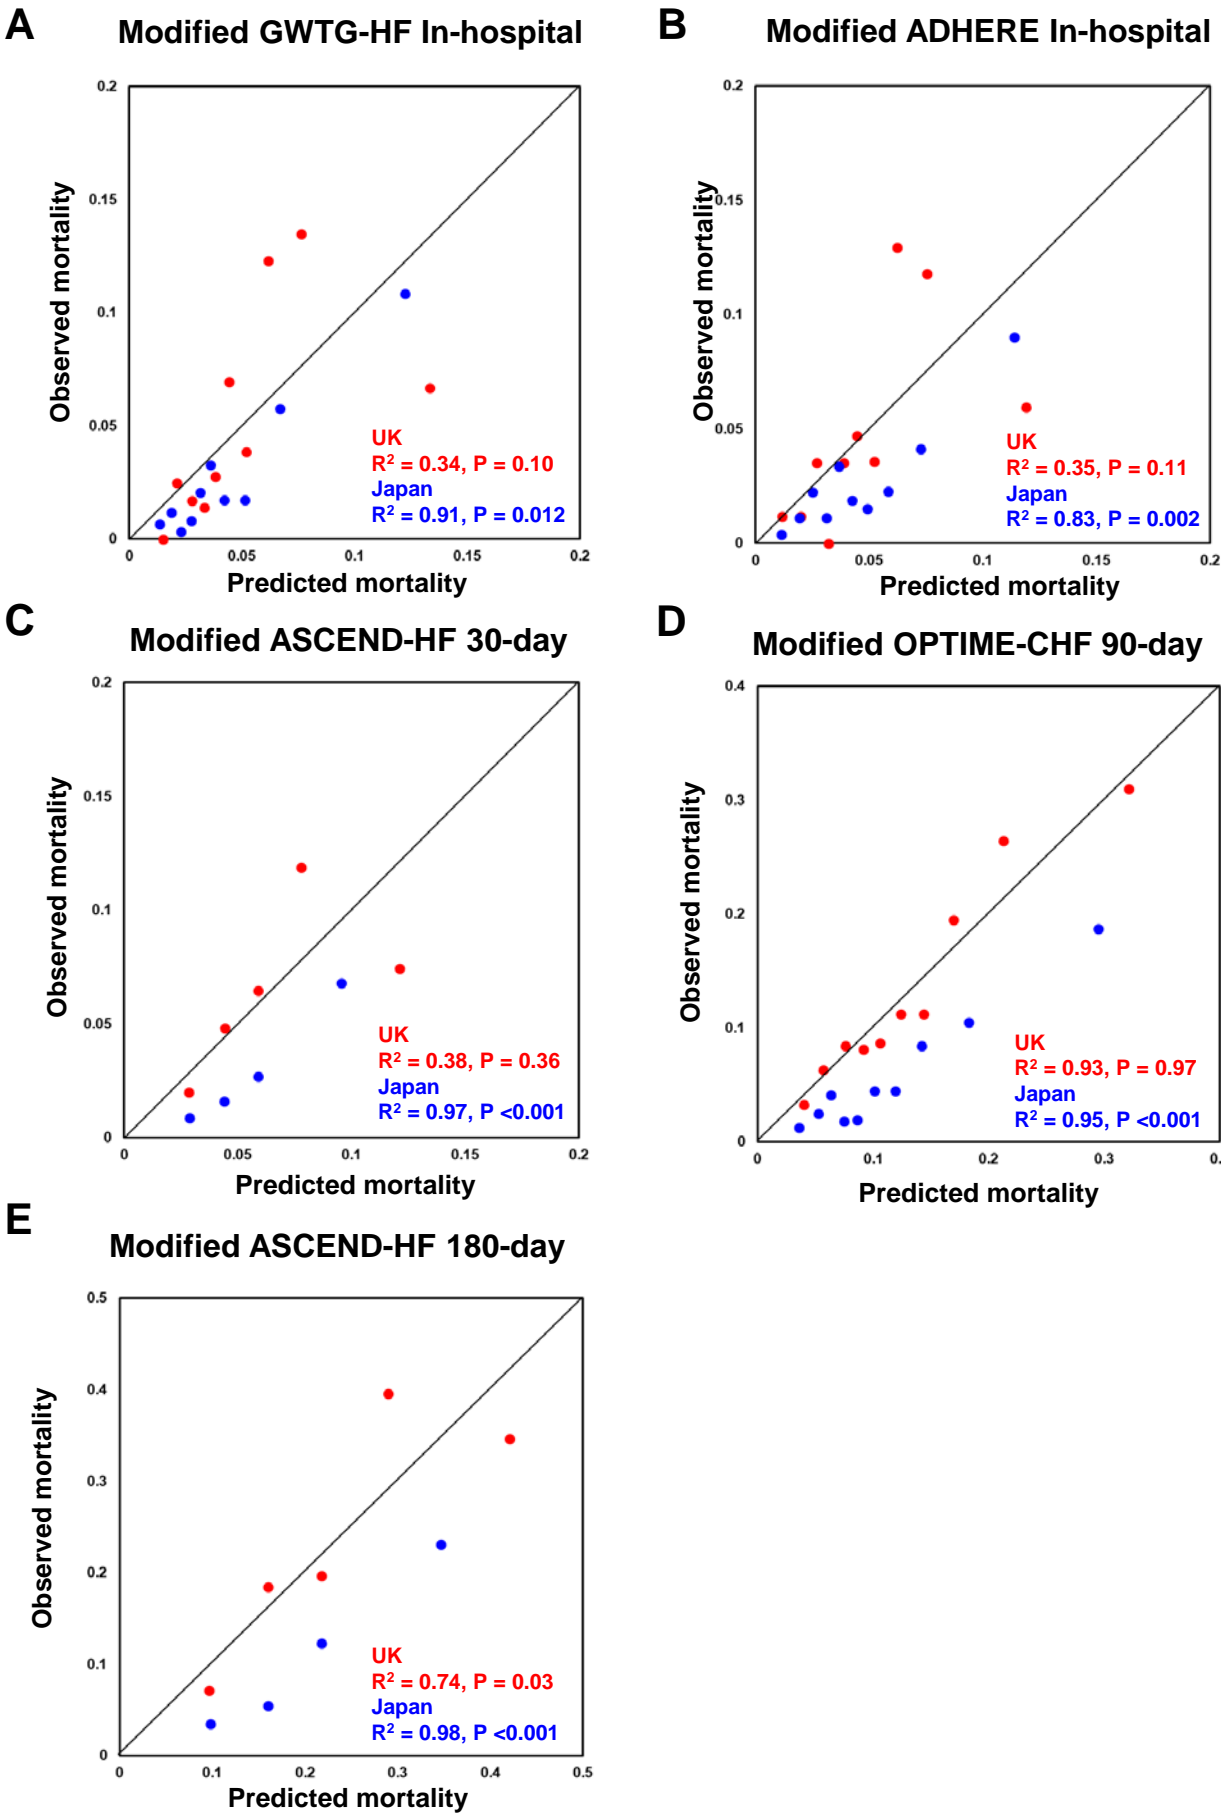 A
Modified GWTG-HF In-hospital
0.2
0.15
0.1
0.05
0
Observed mortality
UK
R² = 0.34, P = 0.10
Japan
R² = 0.91, P = 0.012
0 0.05 0.1 0.15 0.2
Predicted mortality
B
Modified ADHERE In-hospital
0.2
0.15
0.1
0.05
0
Observed mortality
UK
R² = 0.35, P = 0.11
Japan
R² = 0.83, P = 0.002
0 0.05 0.1 0.15 0.2
Predicted mortality
C
Modified ASCEND-HF 30-day
0.2
0.15
0.1
0.05
0
Observed mortality
UK
R² = 0.38, P = 0.36
Japan
R² = 0.97, P <0.001
0 0.05 0.1 0.15 0.2
Predicted mortality
D
Modified OPTIME-CHF 90-day
0.4
0.3
0.2
0.1
0
Observed mortality
UK
R² = 0.93, P = 0.97
Japan
R² = 0.95, P <0.001
0 0.1 0.2 0.3 0.
Predicted mortality
E
Modified ASCEND-HF 180-day
0.5
0.4
0.3
0.2
0.1
0
Observed mortality
UK
R² = 0.74, P = 0.03
Japan
R² = 0.98, P <0.001
0 0.1 0.2 0.3 0.4 0.5
Predicted mortality